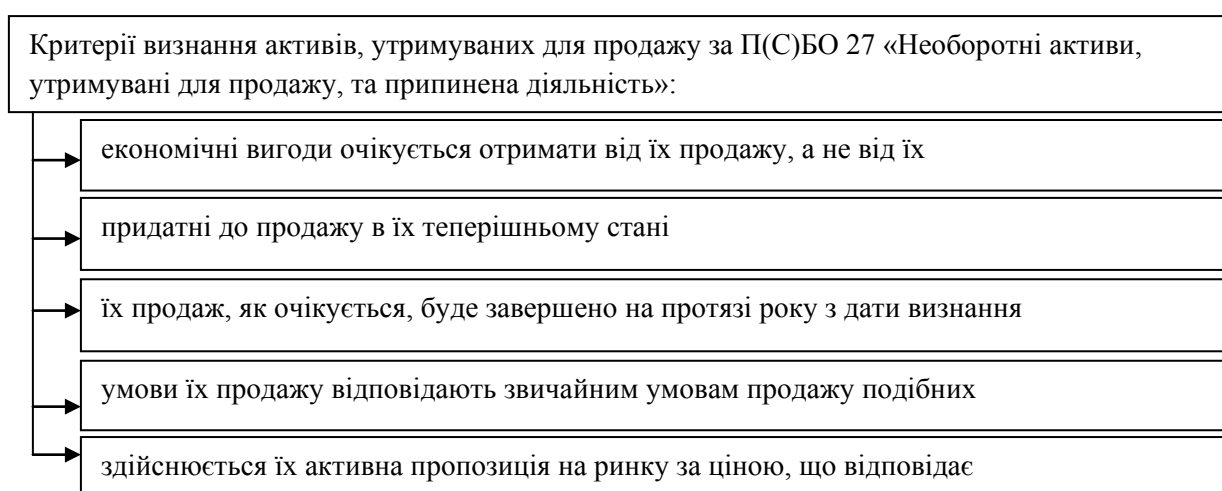 Критерії визнання активів, утримуваних для продажу за П(С)БО 27 «Необоротні активи,
утримувані для продажу, та припинена діяльність»:
економічні вигоди очікується отримати від їх продажу, а не від їх
придатні до продажу в їх теперішньому стані
їх продаж, як очікується, буде завершено на протязі року з дати визнання
умови їх продажу відповідають звичайним умовам продажу подібних
здійснюється їх активна пропозиція на ринку за ціною, що відповідає